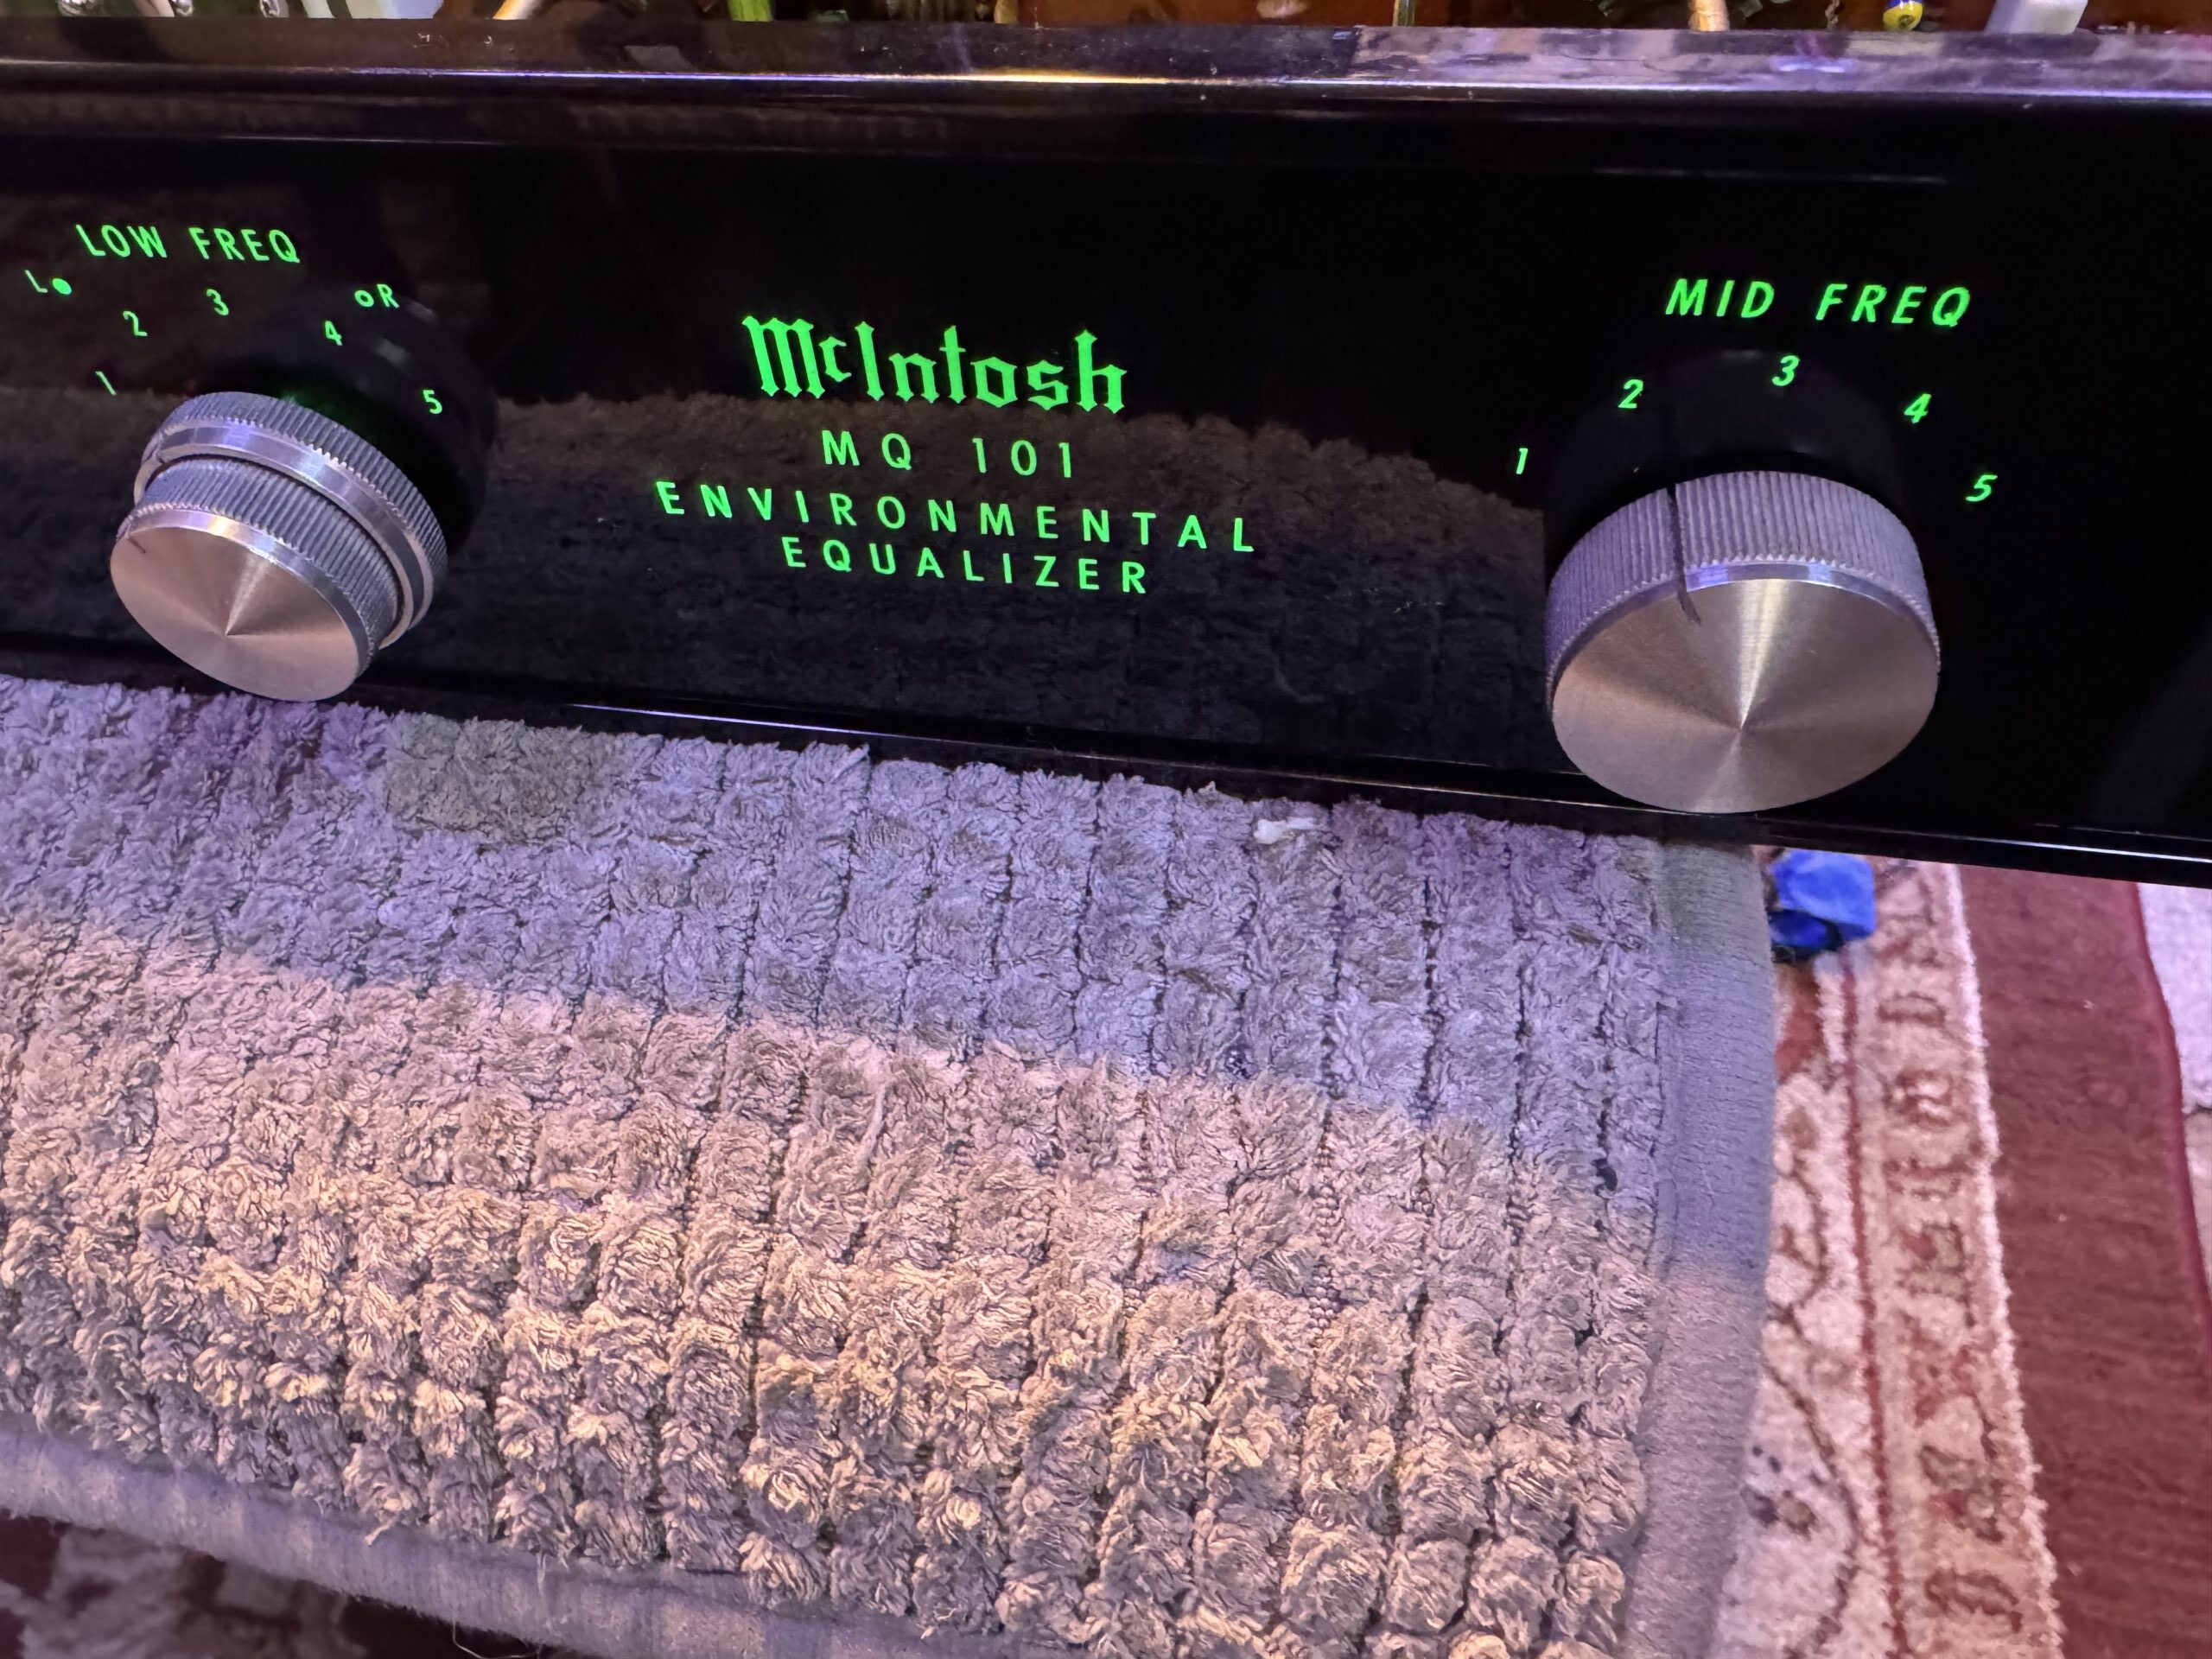 LOW FREQ
L R
1 2 3 4 5
McIntosh
MQ 101
ENVIRONMENTAL
EQUALIZER
MID FREQ
1 2 3 4 5